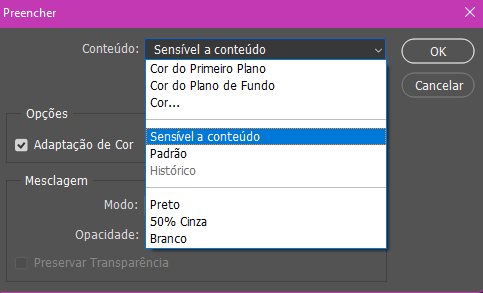 Preencher
Conteúdo: Sensível a conteúdo
OK
Cor do Primeiro Plano
Cor do Plano de Fundo
Cancelar
Cor...
Opções
Sensível a conteúdo
Adaptação de Cor
Padrão
Histórico
Mesclagem
Modo:
Preto
50% Cinza
Opacidade:
Branco
Preservar Transparência